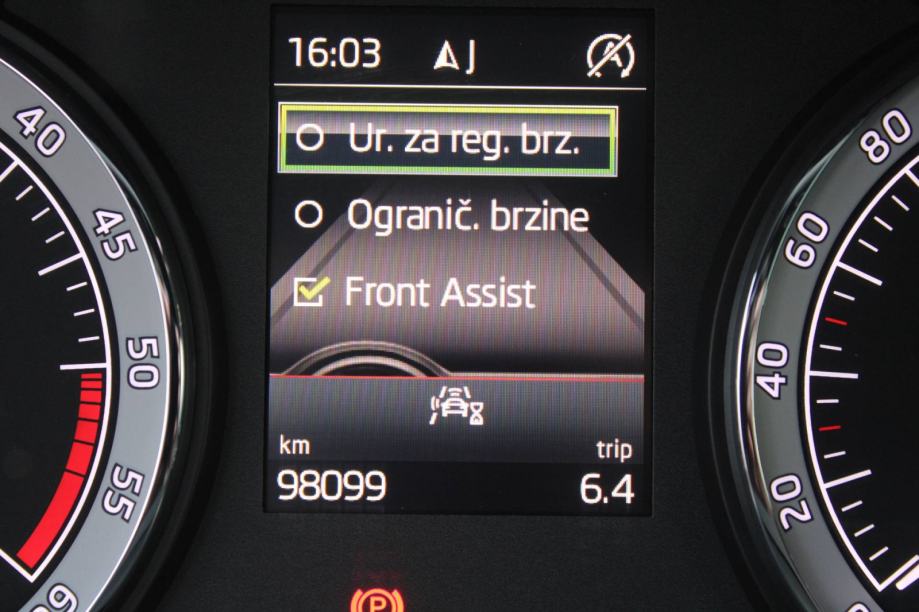 16:03 J
Ur. za reg. brz.
Ogranič. brzine
Front Assist
km trip
98099 6.4
40
45
50
55
80
60
40
20
P